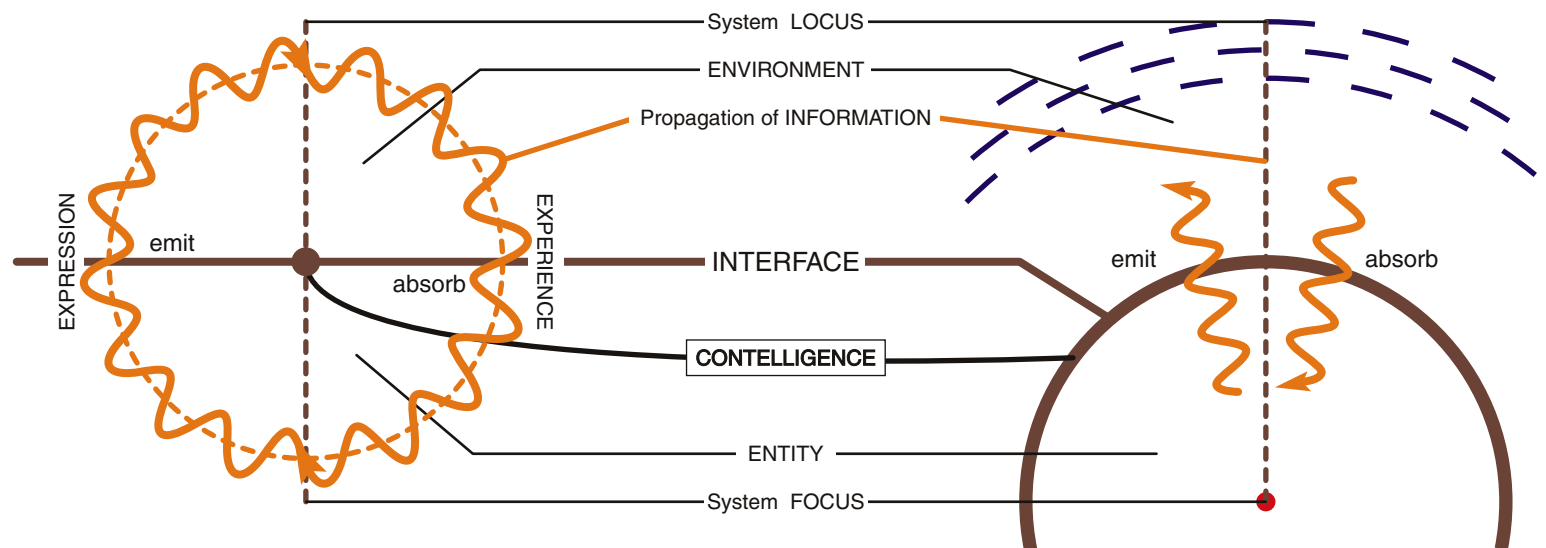 System LOCUS
ENVIRONMENT
Propagation of INFORMATION
EXPRESSION
emit
EXPERIENCE
absorb
INTERFACE
emit
absorb
CONTELLIGENCE
ENTITY
System FOCUS